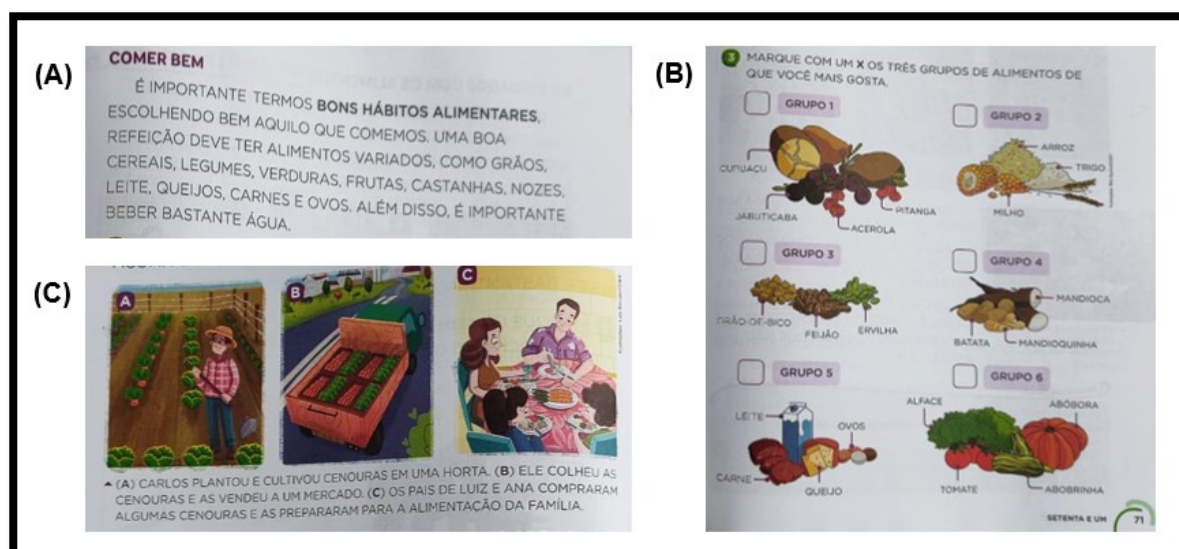 (A)
COMER BEM
É IMPORTANTE TERMOS BONS HÁBITOS ALIMENTARES,
ESCOLHENDO BEM AQUILO QUE COMEMOS. UMA BOA
REFEIÇÃO DEVE TER ALIMENTOS VARIADOS, COMO GRÃOS,
CEREAIS, LEGUMES, VERDURAS, FRUTAS, CASTANHAS, NOZES,
LEITE, QUEIJOS, CARNES E OVOS. ALÉM DISSO, É IMPORTANTE
BEBER BASTANTE ÁGUA.
(B)
3 MARQUE COM UM X OS TRÊS GRUPOS DE ALIMENTOS DE
QUE VOCÊ MAIS GOSTA.
GRUPO 1
CUPUAÇU
JABUTICABA
ACEROLA
PITANGA
GRUPO 2
ARROZ
TRIGO
MILHO
GRUPO 3
GRÃO-DE-BICO
FEIJÃO
ERVILHA
GRUPO 4
MANDIOCA
BATATA
MANDIOQUINHA
GRUPO 5
LEITE
OVOS
CARNE
QUEIJO
GRUPO 6
ALFACE
ABÓBORA
TOMATE
ABOBRINHA
SETENTA E UM 71
(C)
A
B
C
(A) CARLOS PLANTOU E CULTIVOU CENOURAS EM UMA HORTA. (B) ELE COLHEU AS
CENOURAS E AS VENDEU A UM MERCADO. (C) OS PAIS DE LUIZ E ANA COMPRARAM
ALGUMAS CENOURAS E AS PREPARARAM PARA A ALIMENTAÇÃO DA FAMÍLIA.